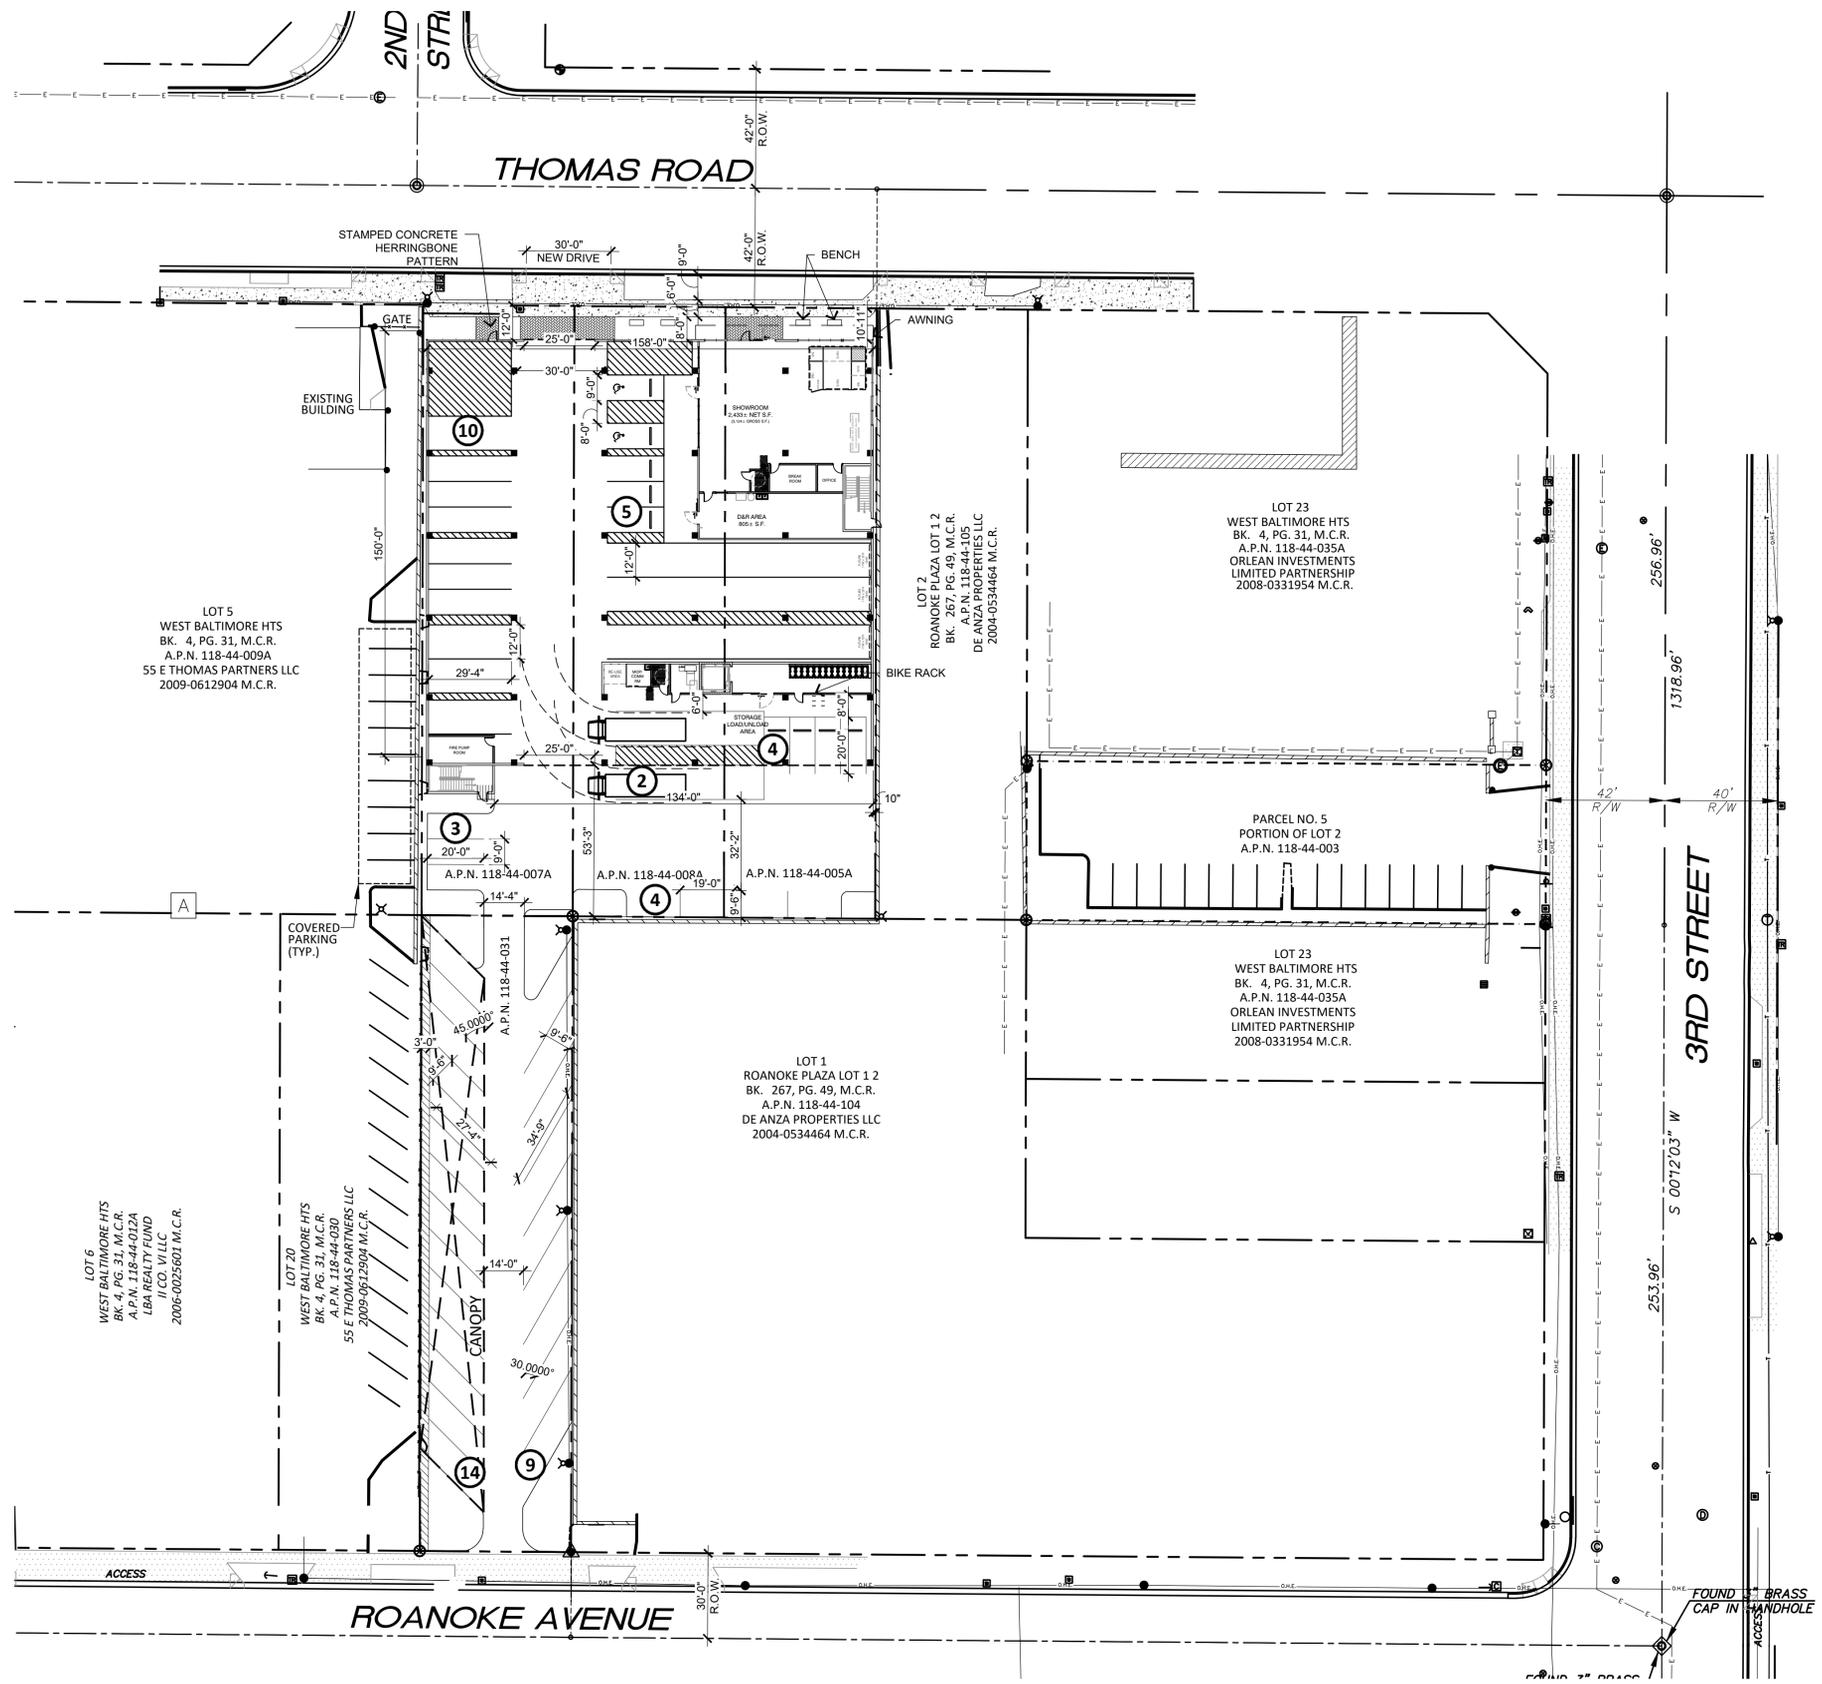 2ND
THOMAS ROAD
42'-0"
R.O.W.
42'-0"
R.O.W.
STAMPED CONCRETE
HERRINGBONE
PATTERN
30'-0"
NEW DRIVE
9'-0"
6'-0"
BENCH
GATE
12'-0"
25'-0"
158'-0"
8'-0"
10'-11"
AWNING
30'-0"
9'-0"
8'-0"
EXISTING
BUILDING
10
SHOWROOM
2,433± NET S.F.
5
BREAK
ROOM
OFFICE
D&R AREA
805± S.F.
150'-0"
12'-0"
12'-0"
29'-4"
LOT 5
WEST BALTIMORE HTS
BK. 4, PG. 31, M.C.R.
A.P.N. 118-44-009A
55 E THOMAS PARTNERS LLC
2009-0612904 M.C.R.
LOT 2
ROANOKE PLAZA LOT 1 2
BK. 267, PG. 49, M.C.R.
A.P.N. 118-44-105
DE ANZA PROPERTIES LLC
2004-0534464 M.C.R.
LOT 23
WEST BALTIMORE HTS
BK. 4, PG. 31, M.C.R.
A.P.N. 118-44-035A
ORLEAN INVESTMENTS
LIMITED PARTNERSHIP
2008-0331954 M.C.R.
256.96'
1318.96'
BIKE RACK
6'-0"
8'-0"
STORAGE
LOAD/UNLOAD
AREA
FIRE PUMP
ROOM
25'-0"
4
20'-0"
2
134'-0"
10"
3
53'-3"
32'-2"
20'-0"
9'-0"
A.P.N. 118-44-007A
A.P.N. 118-44-008A
A.P.N. 118-44-005A
14'-4"
4
19'-0"
9'-6"
42'
R/W
40'
R/W
PARCEL NO. 5
PORTION OF LOT 2
A.P.N. 118-44-003
3RD STREET
A
COVERED
PARKING
(TYP.)
A.P.N. 118-44-031
45.0000°
3'-0"
9'-6"
9'-6"
27'-4"
34'-9"
LOT 23
WEST BALTIMORE HTS
BK. 4, PG. 31, M.C.R.
A.P.N. 118-44-035A
ORLEAN INVESTMENTS
LIMITED PARTNERSHIP
2008-0331954 M.C.R.
LOT 1
ROANOKE PLAZA LOT 1 2
BK. 267, PG. 49, M.C.R.
A.P.N. 118-44-104
DE ANZA PROPERTIES LLC
2004-0534464 M.C.R.
S 00°12'03" W
253.96'
LOT 6
WEST BALTIMORE HTS
BK. 4, PG. 31, M.C.R.
A.P.N. 118-44-012A
LBA REALTY FUND
II CO. VI LLC
2006-0025601 M.C.R.
LOT 20
WEST BALTIMORE HTS
BK. 4, PG. 31, M.C.R.
A.P.N. 118-44-030
55 E THOMAS PARTNERS LLC
2009-0612904 M.C.R.
14'-0"
CANOPY
30.0000°
14
9
ACCESS
ROANOKE AVENUE
30'-0"
R.O.W.
FOUND BRASS
CAP IN HANDHOLE
ACCESS